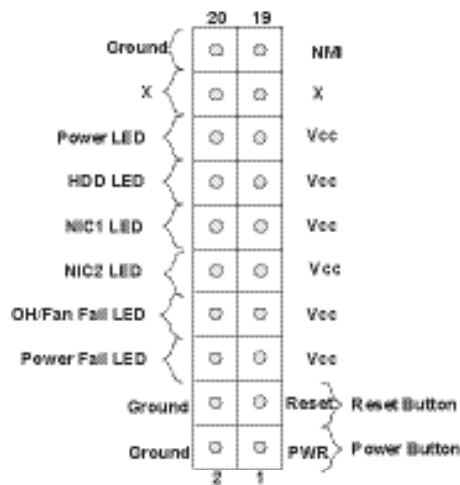 20 19
Ground NMI
X X
Power LED Vcc
HDD LED Vcc
NIC1 LED Vcc
NIC2 LED Vcc
OH/Fan Fail LED Vcc
Power Fail LED Vcc
Ground Reset Reset Button
Ground PWR Power Button
2 1